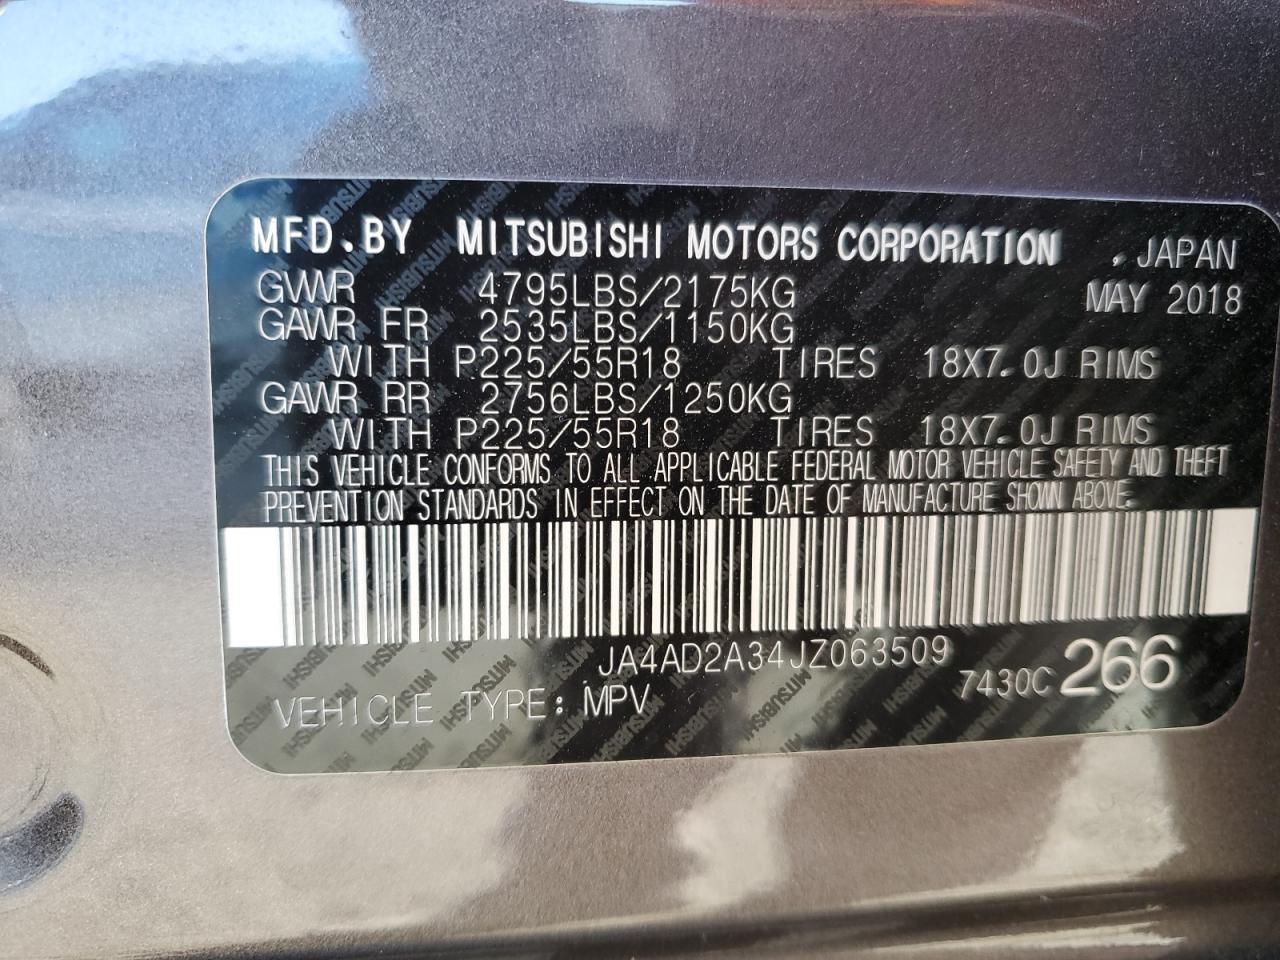 MFD.BY MITSUBISHI MOTORS CORPORATION , JAPAN
GVWR 4795LBS/2175KG MAY 2018
GAWR FR 2535LBS/1150KG
WITH P225/55R18 TIRES 18X7.0J RIMS
GAWR RR 2756LBS/1250KG
WITH P225/55R18 TIRES 18X7.0J RIMS
THIS VEHICLE CONFORMS TO ALL APPLICABLE FEDERAL MOTOR VEHICLE SAFETY AND THEFT
PREVENTION STANDARDS IN EFFECT ON THE DATE OF MANUFACTURE SHOWN ABOVE.
JA4AD2A34JZ063509
7430C 266
VEHICLE TYPE: MPV